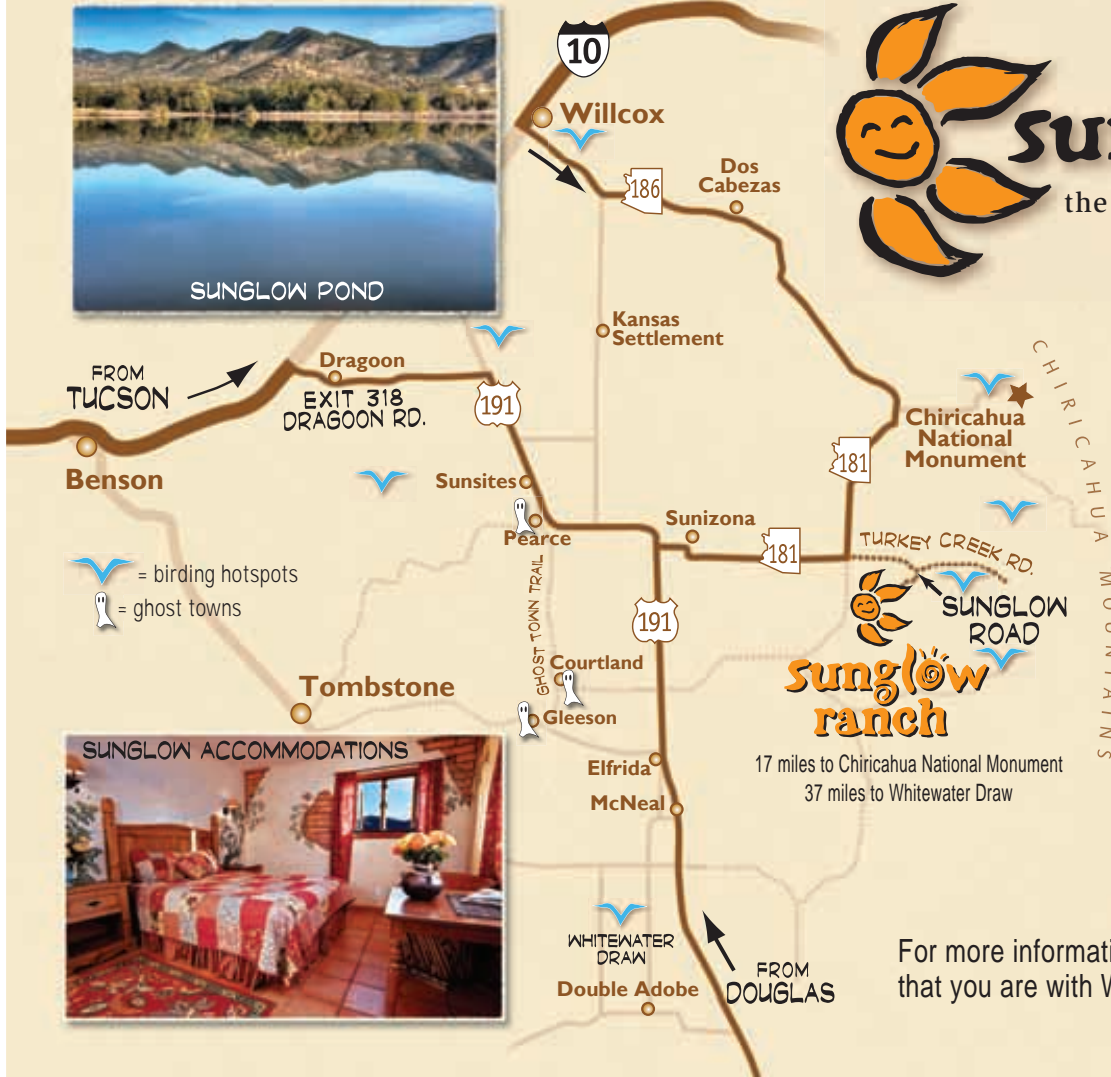 SUNGLOW POND
10
Willcox
186
Dos
Cabezas
the
Kansas
Settlement
FROM
TUCSON
Dragoon
EXIT 318
DRAGOON RD.
191
Benson
Chiricahua
National
Monument
CHIRICAHUA MOUNTAINS
181
Sunsites
Pearce
Sunizona
181
TURKEY CREEK RD.
SUNGLOW
ROAD
= birding hotspots
= ghost towns
GHOST TOWN TRAIL
191
Courtland
Gleeson
Tombstone
sunglow
ranch
17 miles to Chiricahua National Monument
37 miles to Whitewater Draw
SUNGLOW ACCOMMODATIONS
Elfrida
McNeal
WHITEWATER
DRAW
Double Adobe
FROM
DOUGLAS
For more
that you are with